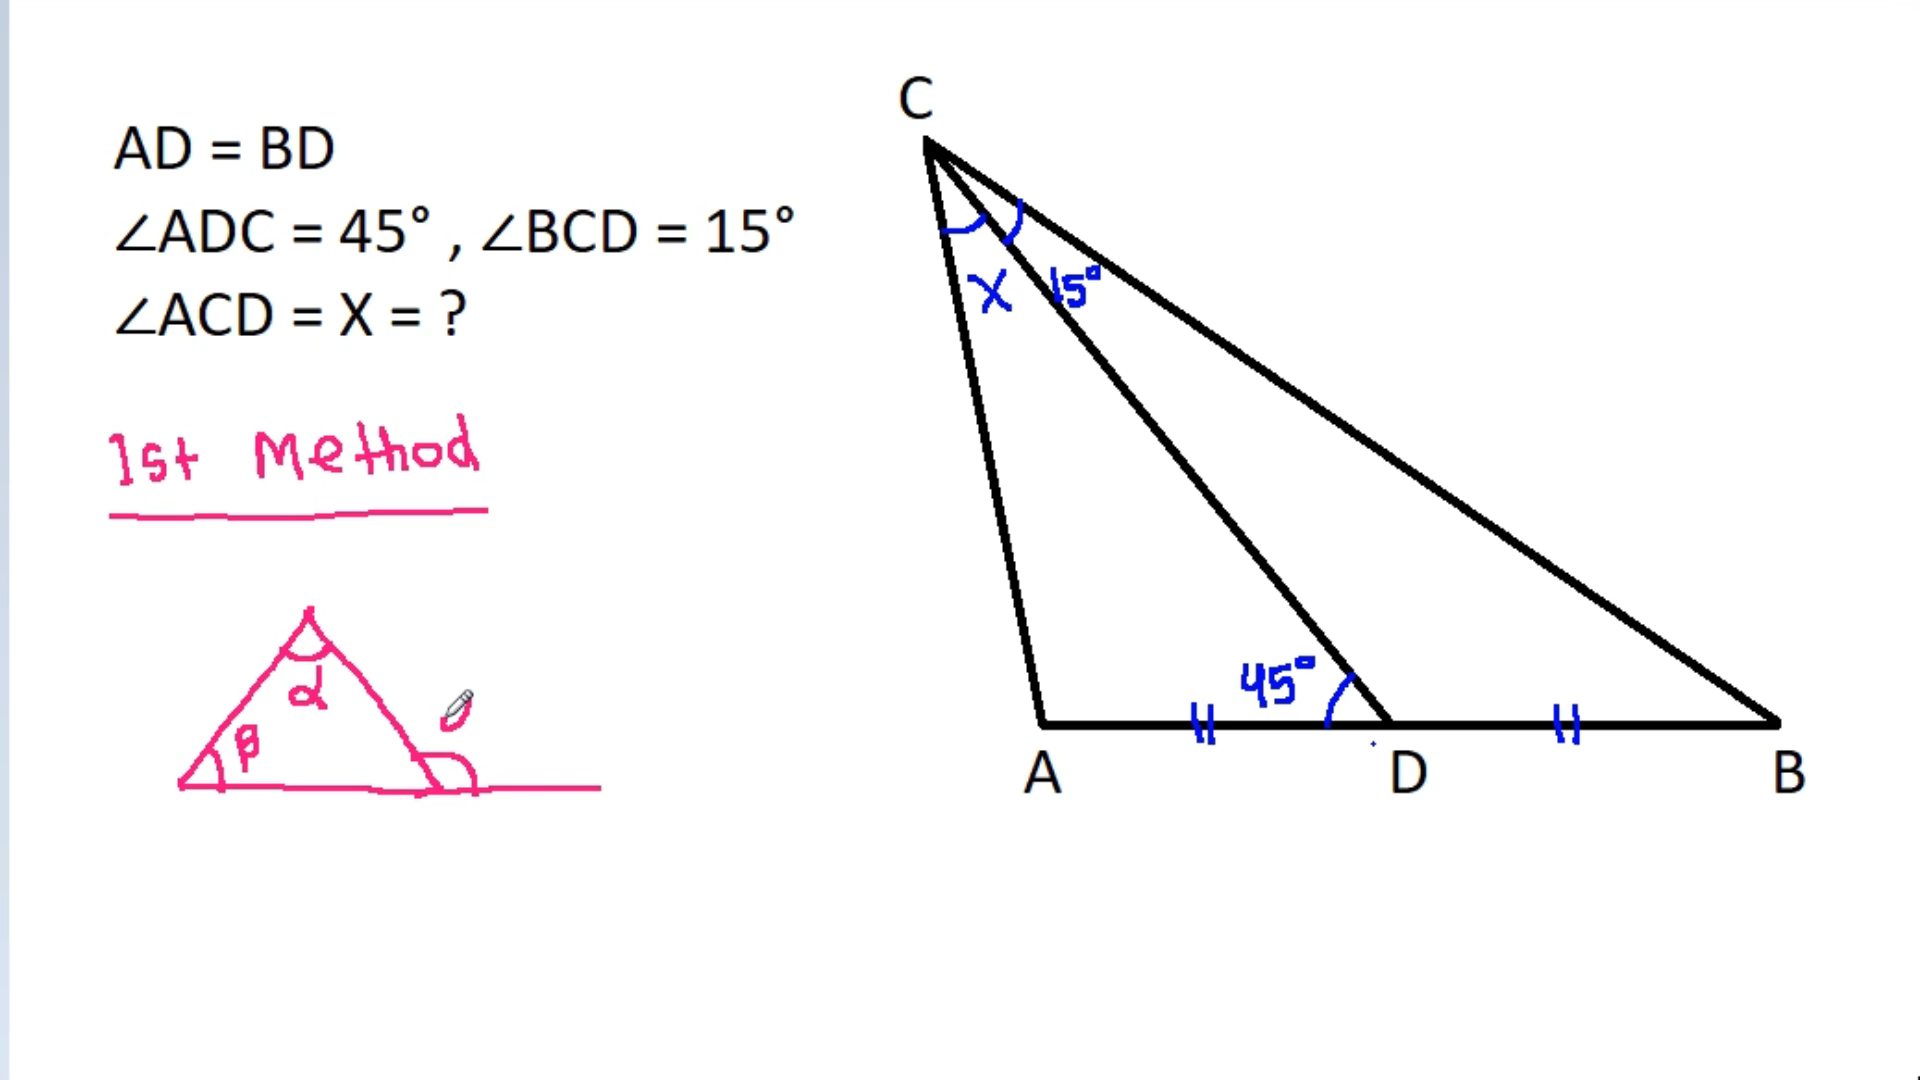 AD = BD
∠ADC = 45° , ∠BCD = 15°
∠ACD = X = ?
1st Method
α
β
C
X 15°
45°
A D B